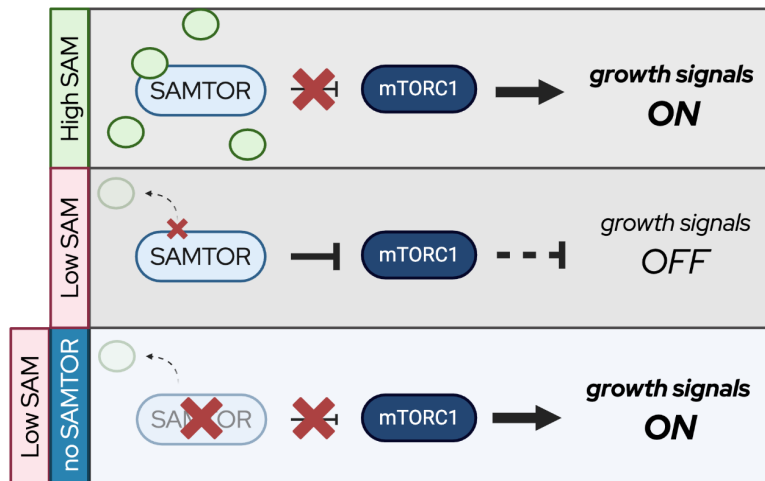 High SAM
SAMTOR
mTORC1
growth signals
ON
Low SAM
SAMTOR
mTORC1
growth signals
OFF
Low SAM
no SAMTOR
SAMTOR
mTORC1
growth signals
ON